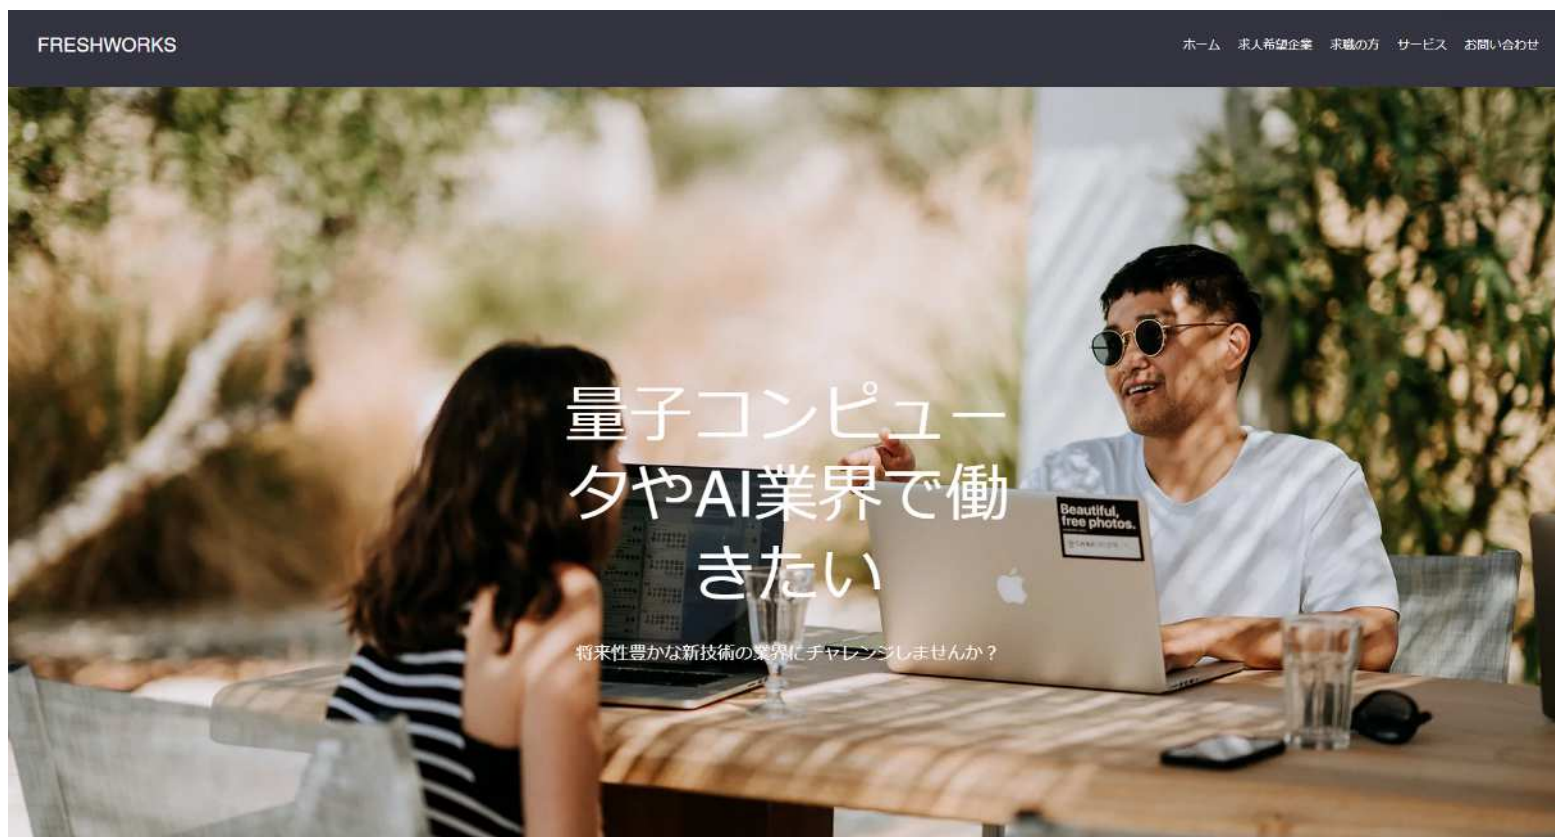 FRESHWORKS
ホーム 求人希望企業 求職の方 サービス お問い合わせ
量子コンピュー
タやAI業界で働
きたい
将来性豊かな新技術の業界にチャレンジしませんか？
Beautiful,
free photos.